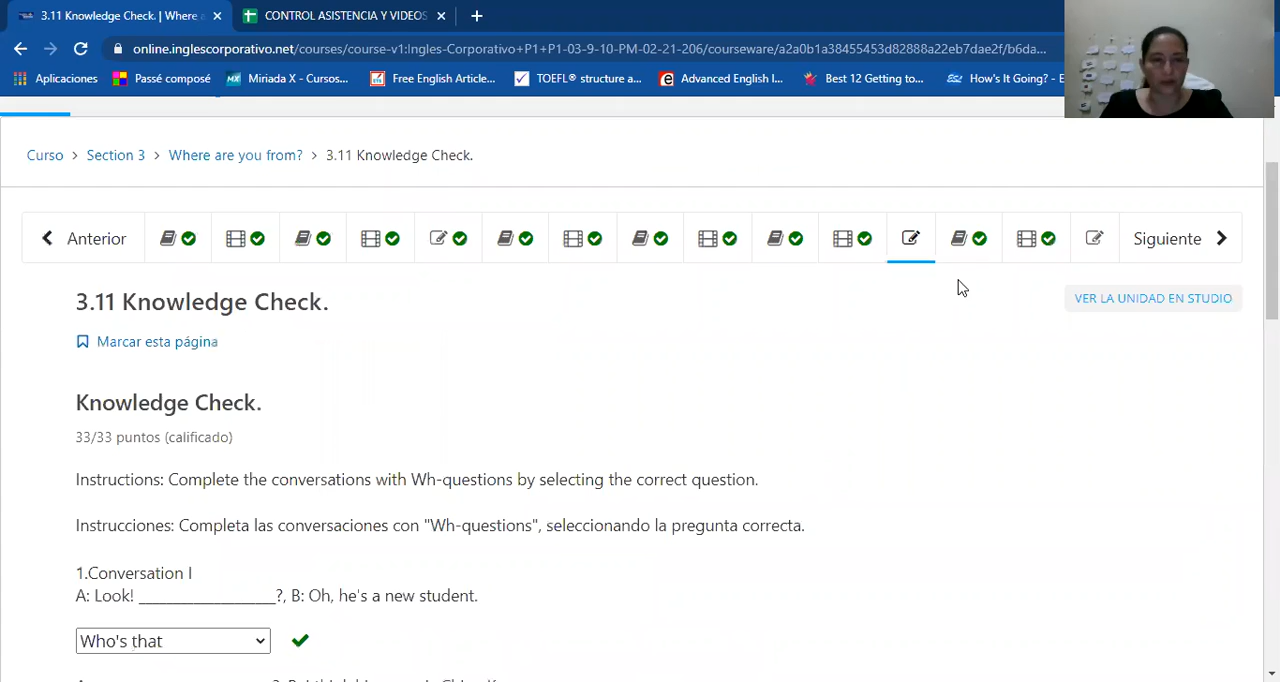 3.11 Knowledge Check. | Where a
CONTROL ASISTENCIA Y VIDEOS
online.inglescorporativo.net/courses/course-v1:Ingles-Corporativo+P1+P1-03-9-10-PM-02-21-206/courseware/a2a0b1a38455453d82888a22eb7dae2f/b6da...
Aplicaciones
Passé composé
Miriada X - Cursos...
Free English Article...
TOEFL® structure a...
Advanced English l...
Best 12 Getting to...
How's It Going? - E
Curso > Section 3 > Where are you from? > 3.11 Knowledge Check.
Anterior
Siguiente
3.11 Knowledge Check.
VER LA UNIDAD EN STUDIO
Marcar esta página
Knowledge Check.
33/33 puntos (calificado)
Instructions: Complete the conversations with Wh-questions by selecting the correct question.
Instrucciones: Completa las conversaciones con "Wh-questions", seleccionando la pregunta correcta.
1.Conversation I
A: Look! __________________?, B: Oh, he's a new student.
Who's that